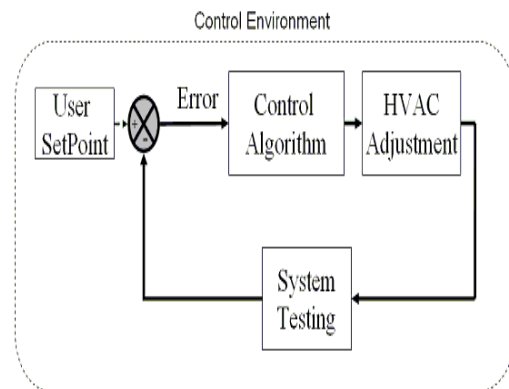 Control Environment
User
SetPoint
+
-
Error
Control
Algorithm
HVAC
Adjustment
System
Testing